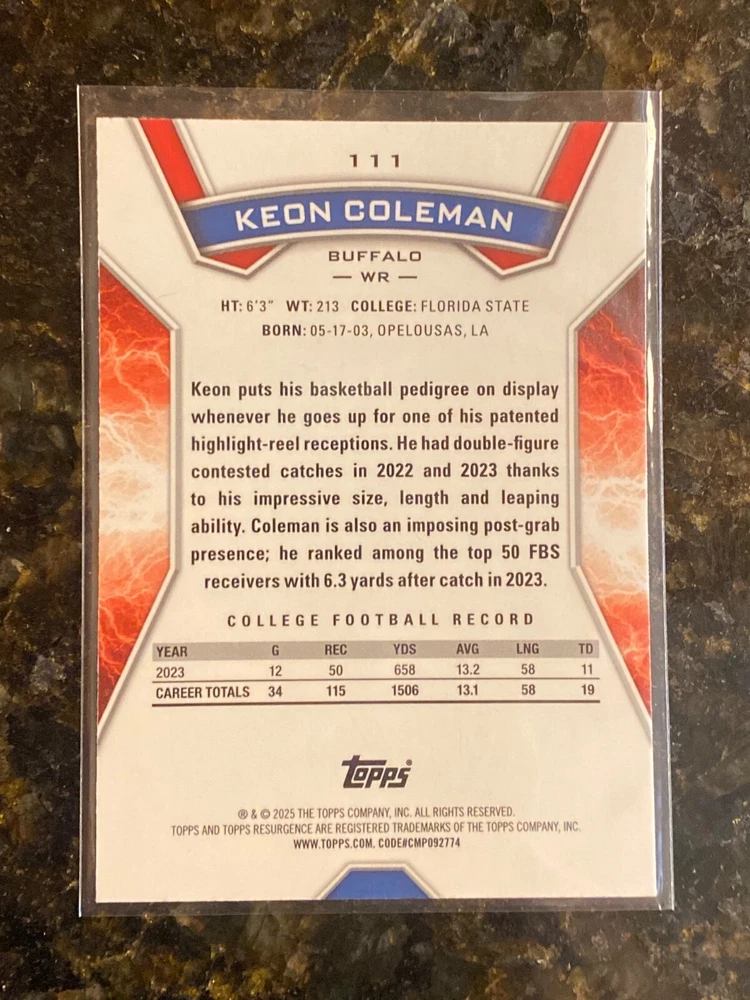 111
KEON COLEMAN
BUFFALO
— WR —
HT: 6'3" WT: 213 COLLEGE: FLORIDA STATE
BORN: 05-17-03, OPELOUSAS, LA
Keon puts his basketball pedigree on display
whenever he goes up for one of his patented
highlight-reel receptions. He had double-figure
contested catches in 2022 and 2023 thanks
to his impressive size, length and leaping
ability. Coleman is also an imposing post-grab
presence; he ranked among the top 50 FBS
receivers with 6.3 yards after catch in 2023.
COLLEGE FOOTBALL RECORD
YEAR G REC YDS AVG LNG TD
2023 12 50 658 13.2 58 11
CAREER TOTALS 34 115 1506 13.1 58 19
Topps®
® & © 2025 THE TOPPS COMPANY, INC. ALL RIGHTS RESERVED.
TOPPS AND TOPPS RESURGENCE ARE REGISTERED TRADEMARKS OF THE TOPPS COMPANY, INC.
WWW.TOPPS.COM. CODE#CMP092774